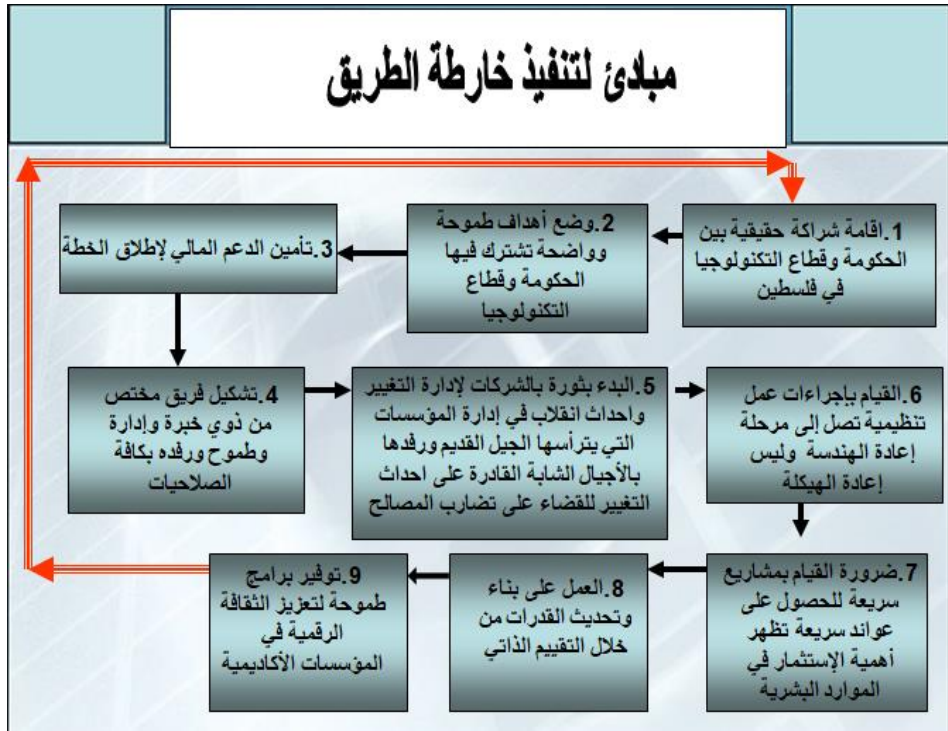 مبادئ لتنفيذ خارطة الطريق
1.اقامة شراكة حقيقية بين
الحكومة وقطاع التكنولوجيا
في فلسطين
2.وضع أهداف طموحة
وواضحة تشترك فيها
الحكومة وقطاع
التكنولوجيا
3.تأمين الدعم المالي لإطلاق الخطة
4.تشكيل فريق مختص
من ذوي خبرة وإدارة
وطموح ورفده بكافة
الصلاحيات
5.البدء بثورة بالشركات لإدارة التغيير
واحداث انقلاب في إدارة المؤسسات
التي يترأسها الجيل القديم ورفدها
بالأجيال الشابة القادرة على احداث
التغيير للقضاء على تضارب المصالح
6.القيام بإجراءات عمل
تنظيمية تصل إلى مرحلة
إعادة الهندسة وليس
إعادة الهيكلة
7.ضرورة القيام بمشاريع
سريعة للحصول على
عوائد سريعة تظهر
أهمية الإستثمار في
الموارد البشرية
8.العمل على بناء
وتحديث القدرات من
خلال التقييم الذاتي
9.توفير برامج
طموحة لتعزيز الثقافة
الرقمية في
المؤسسات الأكاديمية